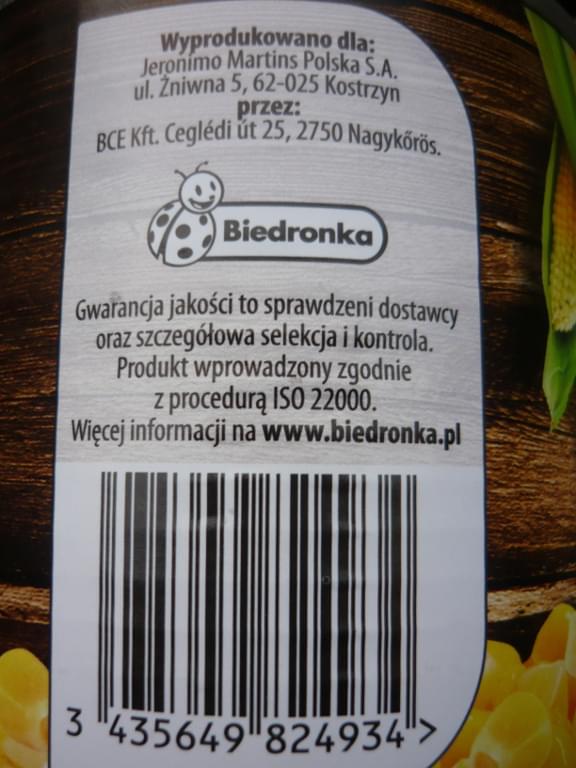 Wyprodukowano dla:
Jeronimo Martins Polska S.A.
ul. Żniwna 5, 62-025 Kostrzyn
przez:
BCE Kft. Ceglédi út 25, 2750 Nagykőrös.
Biedronka
Gwarancja jakości to sprawdzeni dostawcy
oraz szczegółowa selekcja i kontrola.
Produkt wprowadzony zgodnie
z procedurą ISO 22000.
Więcej informacji na www.biedronka.pl
3 435649 824934 >